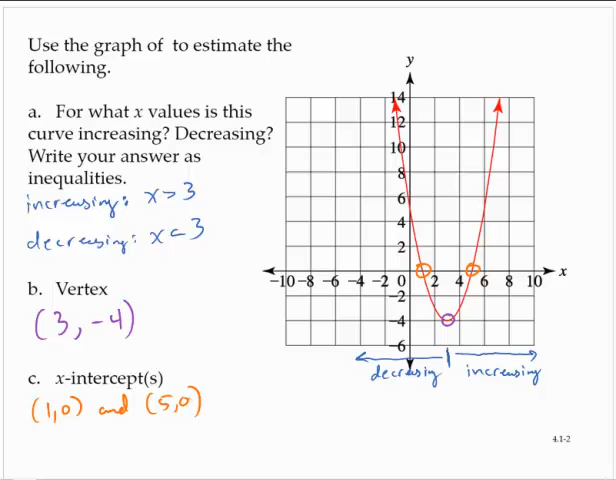 Use the graph of to estimate the
following.
a. For what x values is this
curve increasing? Decreasing?
Write your answer as
inequalities.
increasing: x > 3
decreasing: x < 3
b. Vertex
(3, -4)
c. x-intercept(s)
(1,0) and (5,0)
y
14
12
10
8
6
4
2
−10 −8 −6 −4 −2 0 2 4 6 8 10 x
−2
−4
−6
decreasig increasing
4.1-2